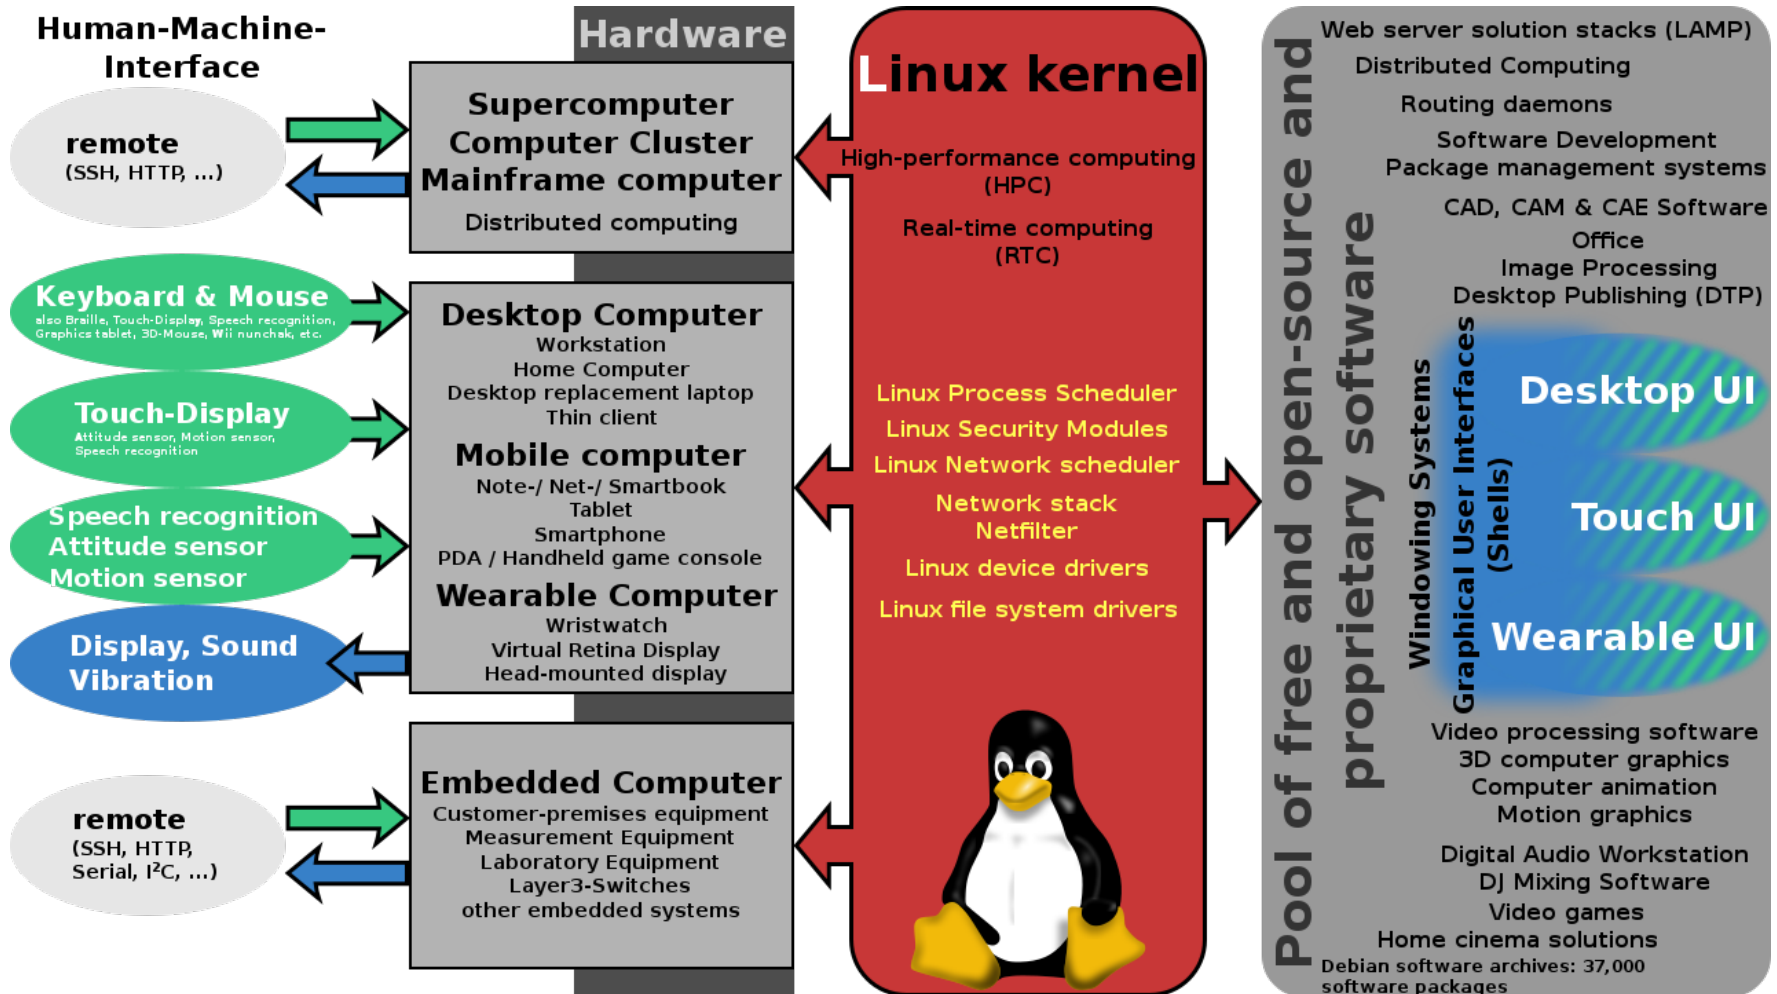 Human-Machine-
Interface
remote
(SSH, HTTP, ...)
Keyboard & Mouse
also Braille, Touch-Display, Speech recognition,
Graphics tablet, 3D-Mouse, Wii nunchak, etc.
Touch-Display
Attitude sensor, Motion sensor,
Speech recognition
Speech recognition
Attitude sensor
Motion sensor
Display, Sound
Vibration
remote
(SSH, HTTP,
Serial, I²C, ...)
Hardware
Supercomputer
Computer Cluster
Mainframe computer
Distributed computing
Desktop Computer
Workstation
Home Computer
Desktop replacement laptop
Thin client
Mobile computer
Note-/ Net-/ Smartbook
Tablet
Smartphone
PDA / Handheld game console
Wearable Computer
Wristwatch
Virtual Retina Display
Head-mounted display
Embedded Computer
Customer-premises equipment
Measurement Equipment
Laboratory Equipment
Layer3-Switches
other embedded systems
Linux kernel
High-performance computing
(HPC)
Real-time computing
(RTC)
Linux Process Scheduler
Linux Security Modules
Linux Network scheduler
Network stack
Netfilter
Linux device drivers
Linux file system drivers
Pool of free and open-source and
proprietary software
Web server solution stacks (LAMP)
Distributed Computing
Routing daemons
Software Development
Package management systems
CAD, CAM & CAE Software
Office
Image Processing
Desktop Publishing (DTP)
Windowing Systems
Graphical User Interfaces
(Shells)
Desktop UI
Touch UI
Wearable UI
Video processing software
3D computer graphics
Computer animation
Motion graphics
Digital Audio Workstation
DJ Mixing Software
Video games
Home cinema solutions
Debian software archives: 37,000
software packages